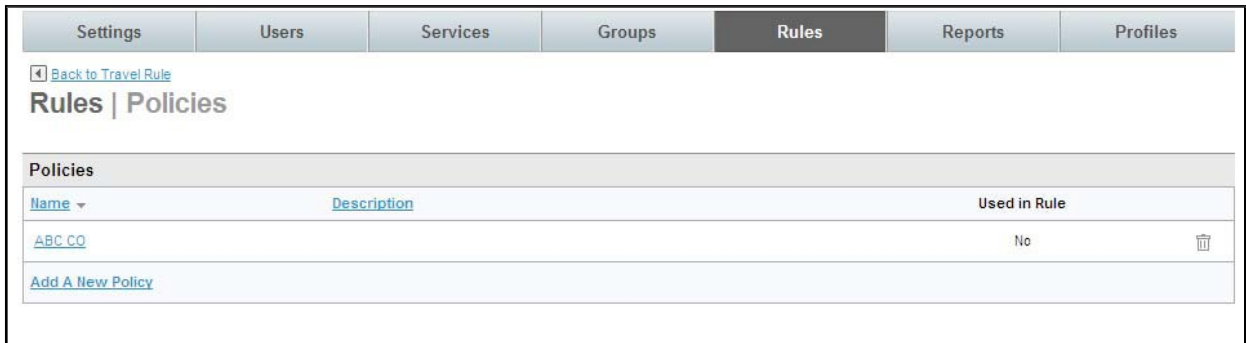 Settings Users Services Groups Rules Reports Profiles
Back to Travel Rule
Rules | Policies
Policies
Name Description Used in Rule
ABC CO No
Add A New Policy